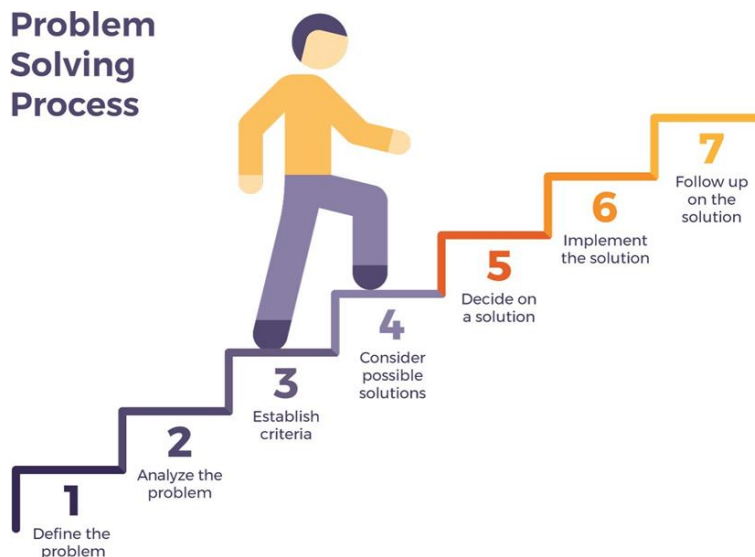 Problem
Solving
Process
1
Define the
problem
2
Analyze the
problem
3
Establish
criteria
4
Consider
possible
solutions
5
Decide on
a solution
6
Implement
the solution
7
Follow up
on the
solution